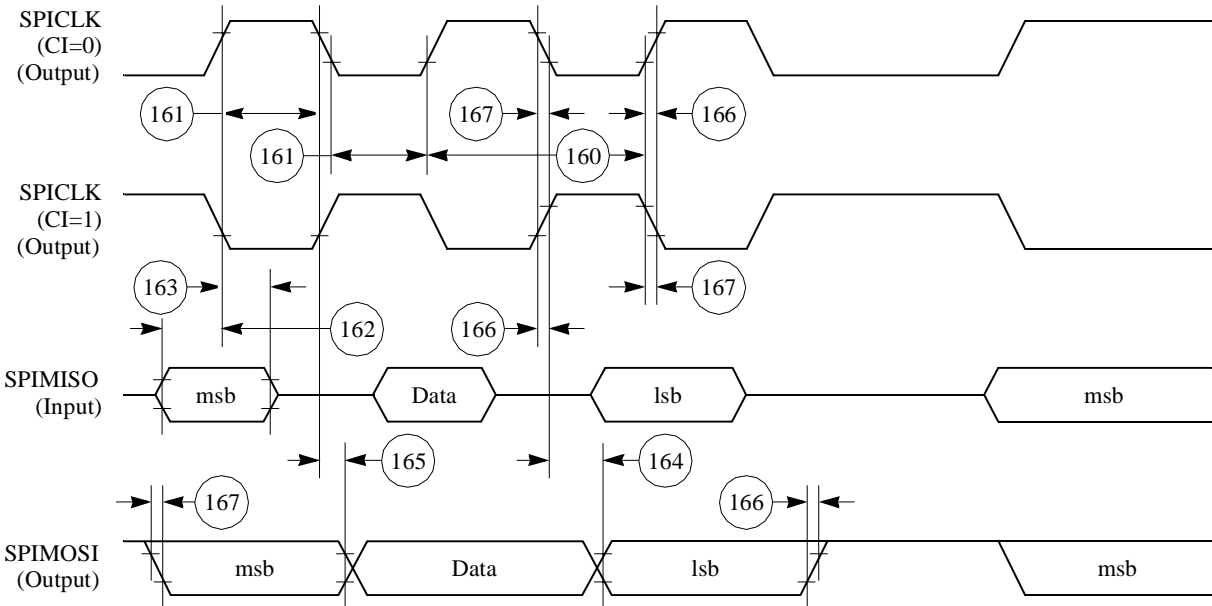 SPICLK
(CI=0)
(Output)
161
167
166
161
160
SPICLK
(CI=1)
(Output)
163
167
162
166
SPIMISO
(Input)
msb
Data
lsb
msb
165
164
167
166
SPIMOSI
(Output)
msb
Data
lsb
msb